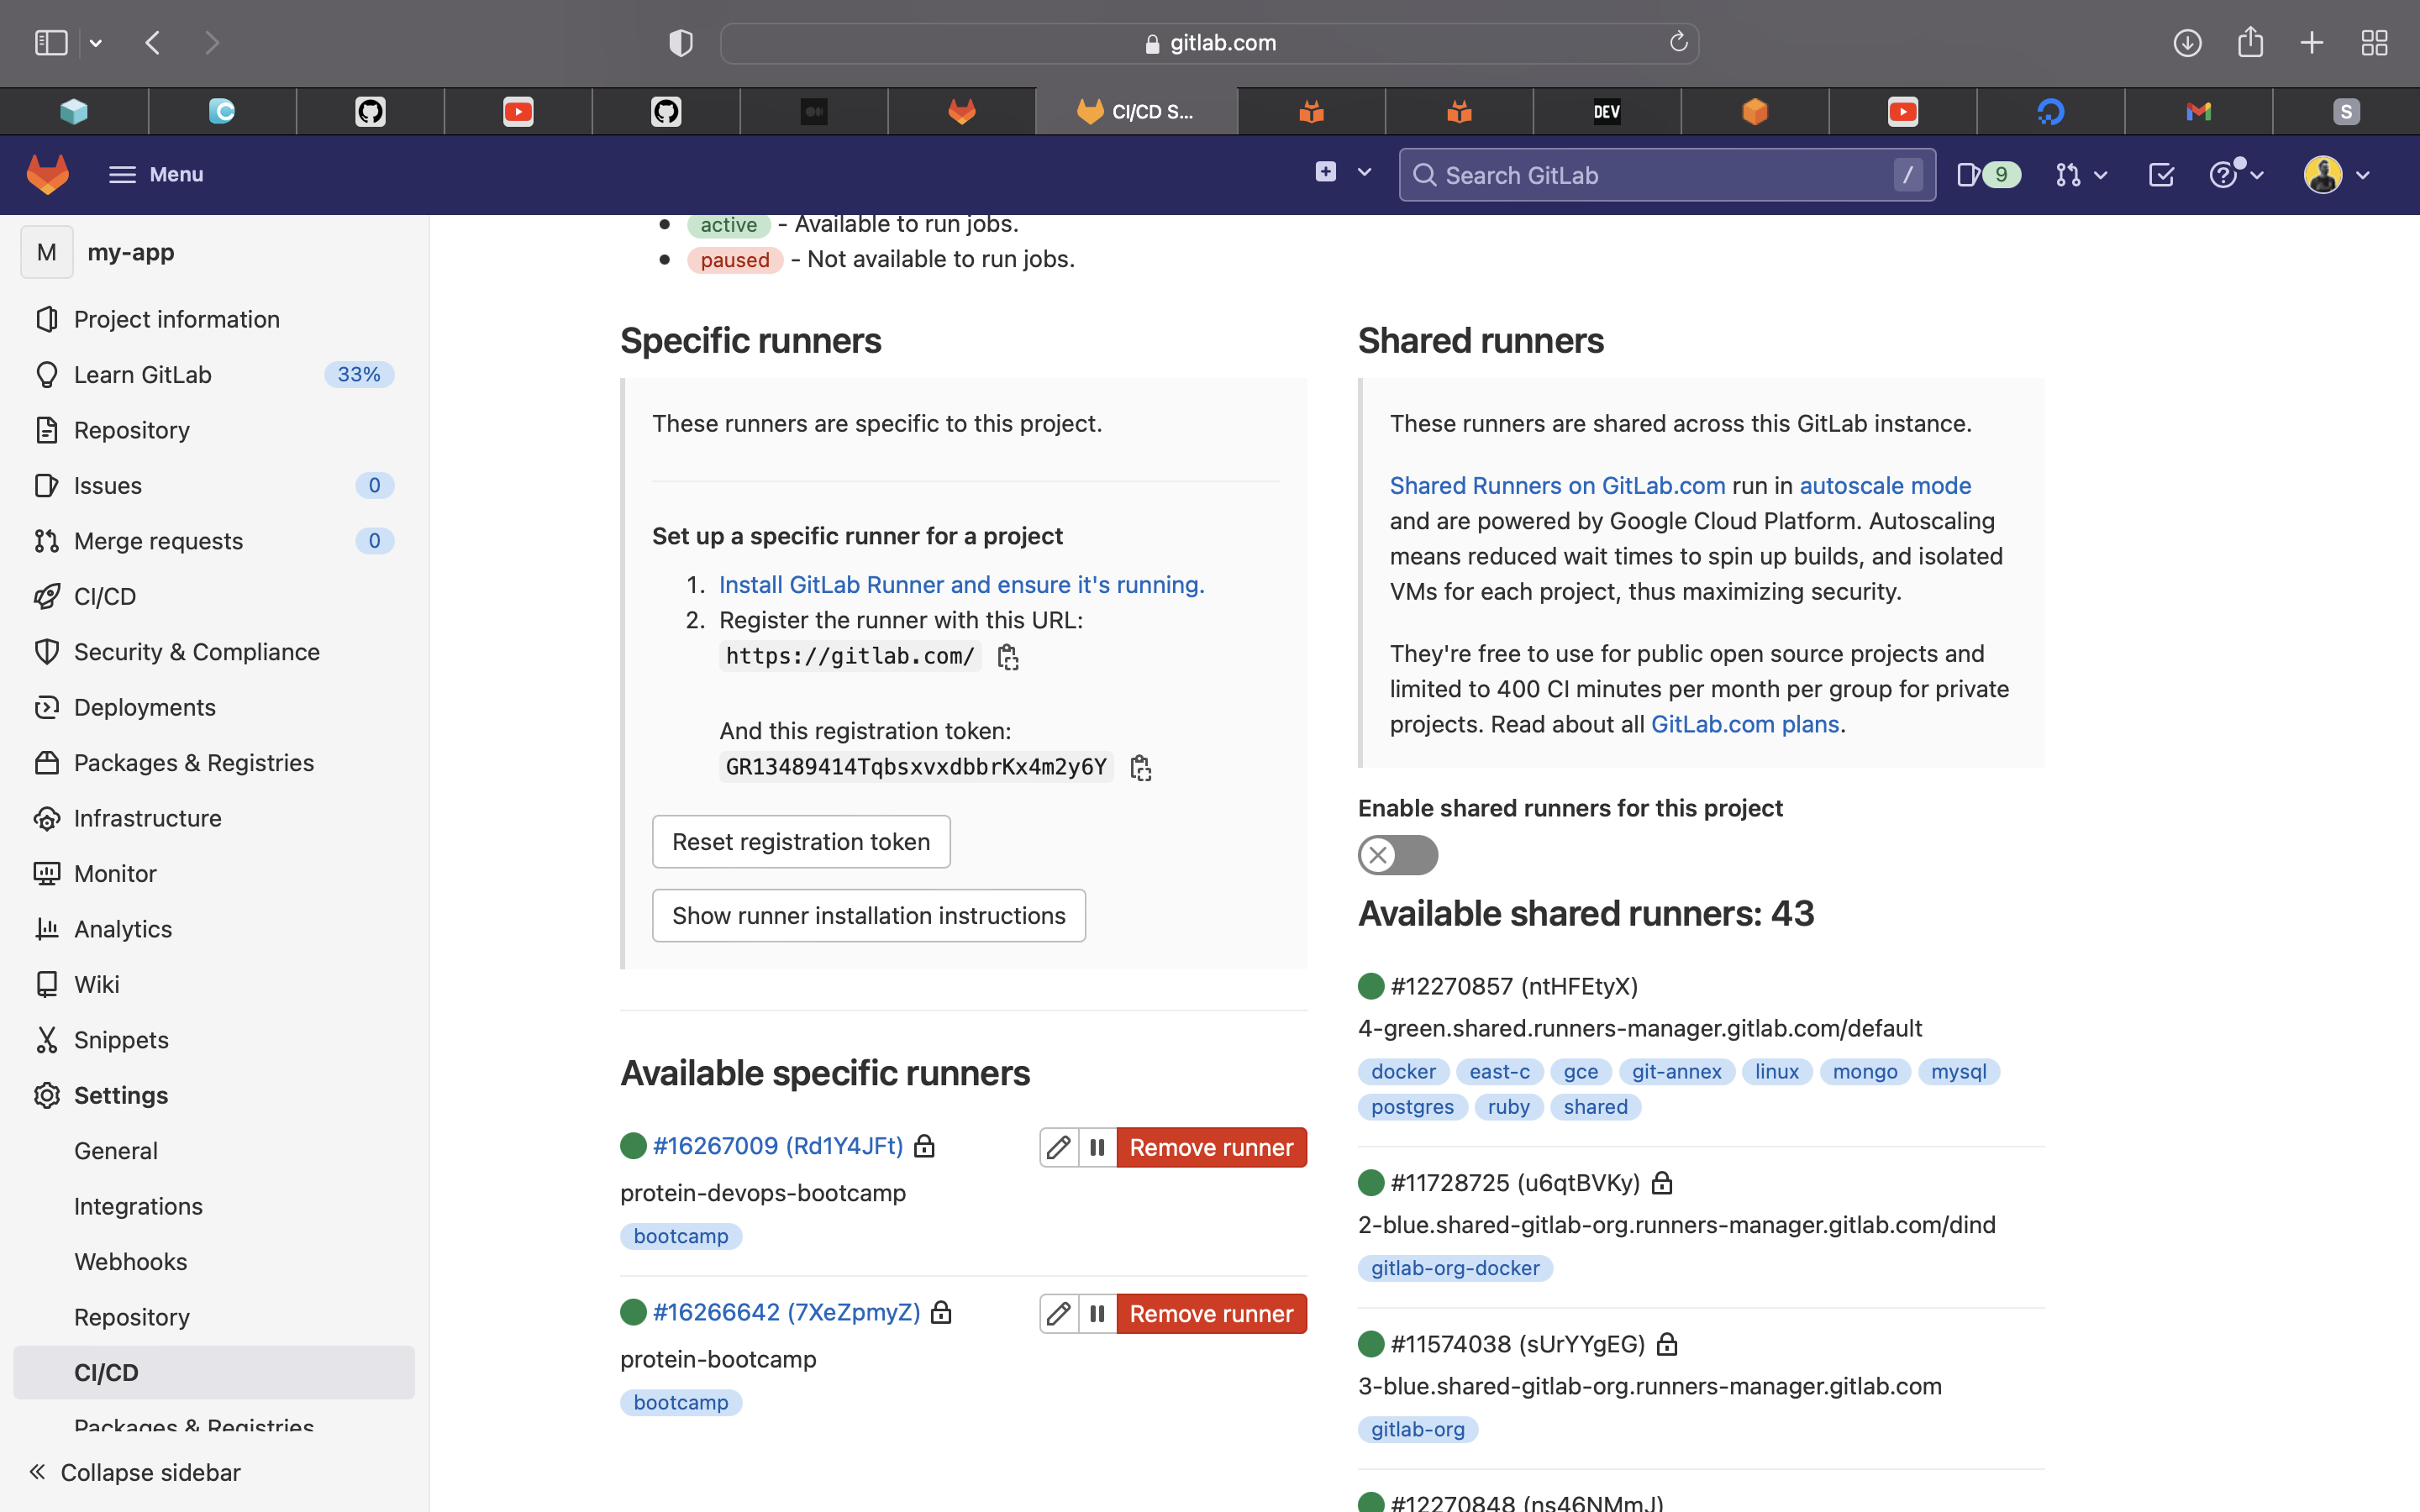 gitlab.com
CI/CD S...
DEV
S
Menu
Search GitLab
/
9
M
my-app
Project information
Learn GitLab
33%
Repository
Issues
0
Merge requests
0
CI/CD
Security & Compliance
Deployments
Packages & Registries
Infrastructure
Monitor
Analytics
Wiki
Snippets
Settings
General
Integrations
Webhooks
Repository
CI/CD
Packages & Registries
Collapse sidebar
active - Available to run jobs.
paused - Not available to run jobs.
Specific runners
These runners are specific to this project.
Set up a specific runner for a project
1. Install GitLab Runner and ensure it's running.
2. Register the runner with this URL:
https://gitlab.com/
And this registration token:
GR13489414TqbsxvxdbbrKx4m2y6Y
Reset registration token
Show runner installation instructions
Available specific runners
#16267009 (Rd1Y4JFt)
Remove runner
protein-devops-bootcamp
bootcamp
#16266642 (7XeZpmyZ)
Remove runner
protein-bootcamp
bootcamp
Shared runners
These runners are shared across this GitLab instance.
Shared Runners on GitLab.com run in autoscale mode
and are powered by Google Cloud Platform. Autoscaling
means reduced wait times to spin up builds, and isolated
VMs for each project, thus maximizing security.
They're free to use for public open source projects and
limited to 400 CI minutes per month per group for private
projects. Read about all GitLab.com plans.
Enable shared runners for this project
Available shared runners: 43
#12270857 (ntHFEtyX)
4-green.shared.runners-manager.gitlab.com/default
docker east-c gce git-annex linux mongo mysql
postgres ruby shared
#11728725 (u6qtBVKy)
2-blue.shared-gitlab-org.runners-manager.gitlab.com/dind
gitlab-org-docker
#11574038 (sUrYYgEG)
3-blue.shared-gitlab-org.runners-manager.gitlab.com
gitlab-org
#12270848 (ns46NMmJ)